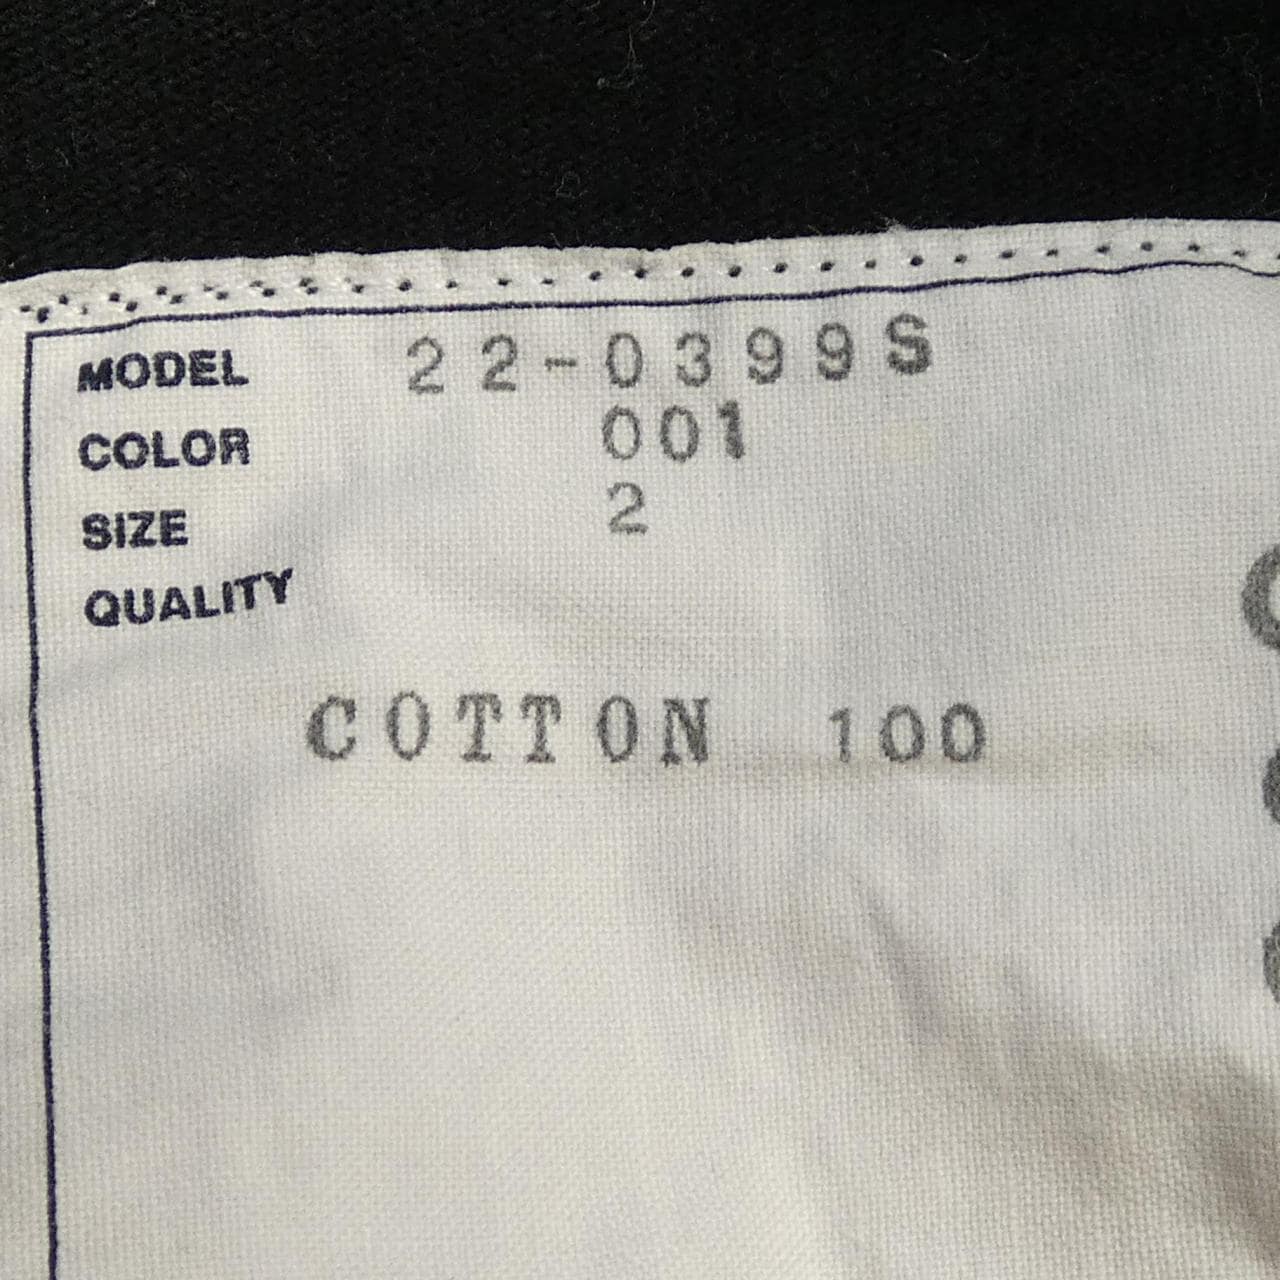 MODEL 22-0399S
COLOR 001
SIZE 2
QUALITY
COTTON 100